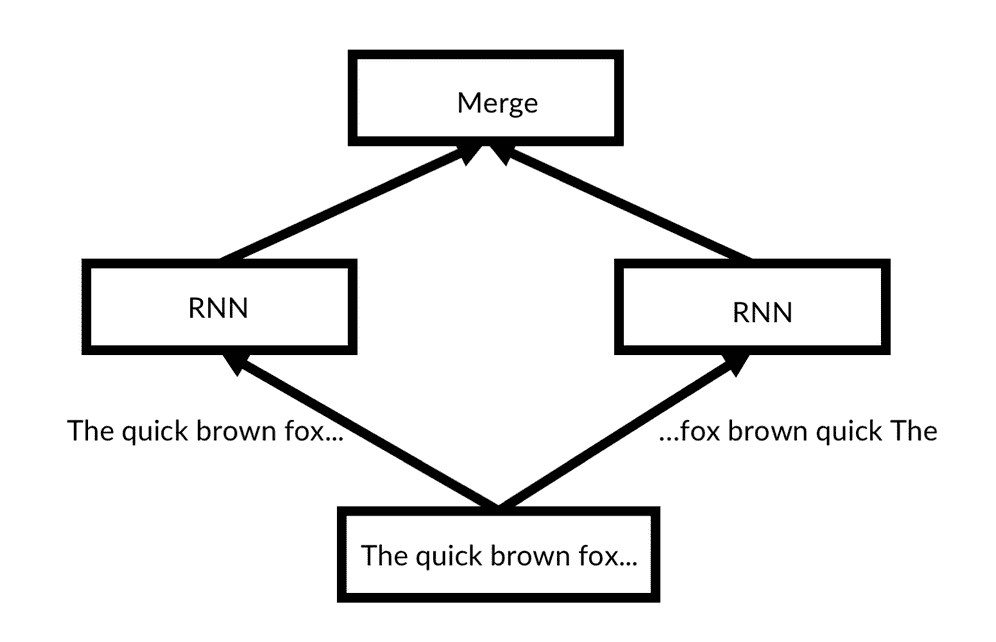 Merge
RNN
RNN
The quick brown fox...
...fox brown quick The
The quick brown fox...